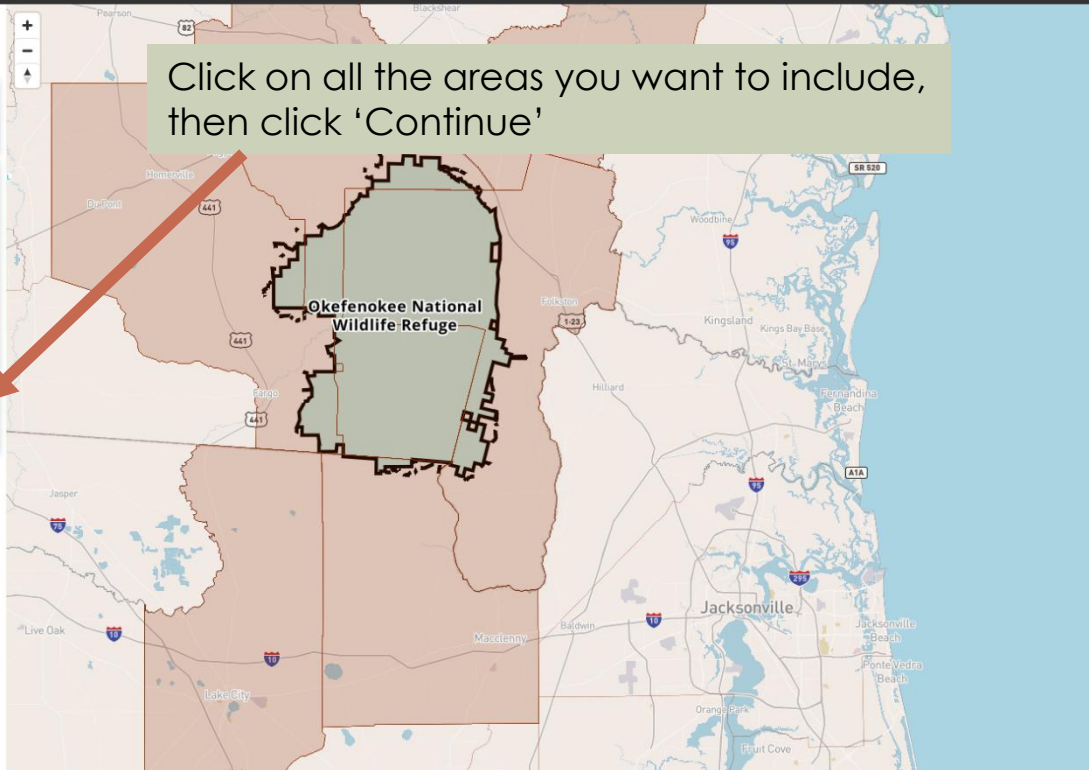 Pearson
82
Blackshear
+
−
Click on all the areas you want to include,
then click ‘Continue’
SR 520
Homerville
441
Du Pont
Woodbine
95
Okefenokee National
Wildlife Refuge
Folkston
1-23
Kingsland
Kings Bay Base
441
St. Marys
Hilliard
Fernandina
Beach
Fargo
441
A1A
95
Jasper
75
295
Jacksonville
Live Oak
10
Macclenny
Baldwin
10
Jacksonville
Beach
10
Ponte Vedra
Beach
Lake City
Orange Park
Fruit Cove